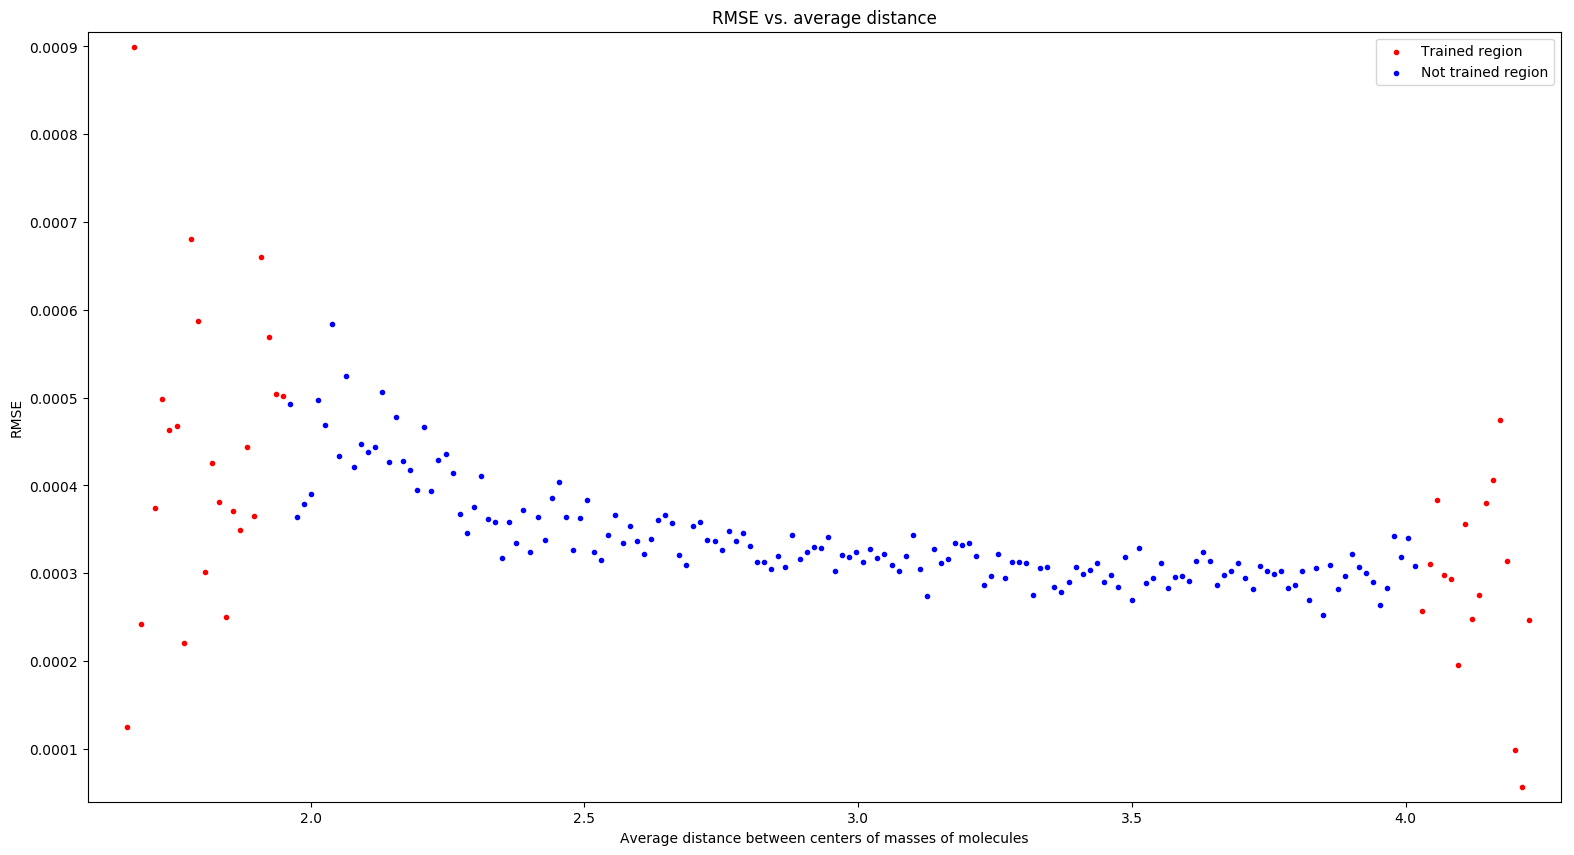 RMSE vs. average distance
Trained region
Not trained region
RMSE
0.0009
0.0008
0.0007
0.0006
0.0005
0.0004
0.0003
0.0002
0.0001
2.0 2.5 3.0 3.5 4.0
Average distance between centers of masses of molecules